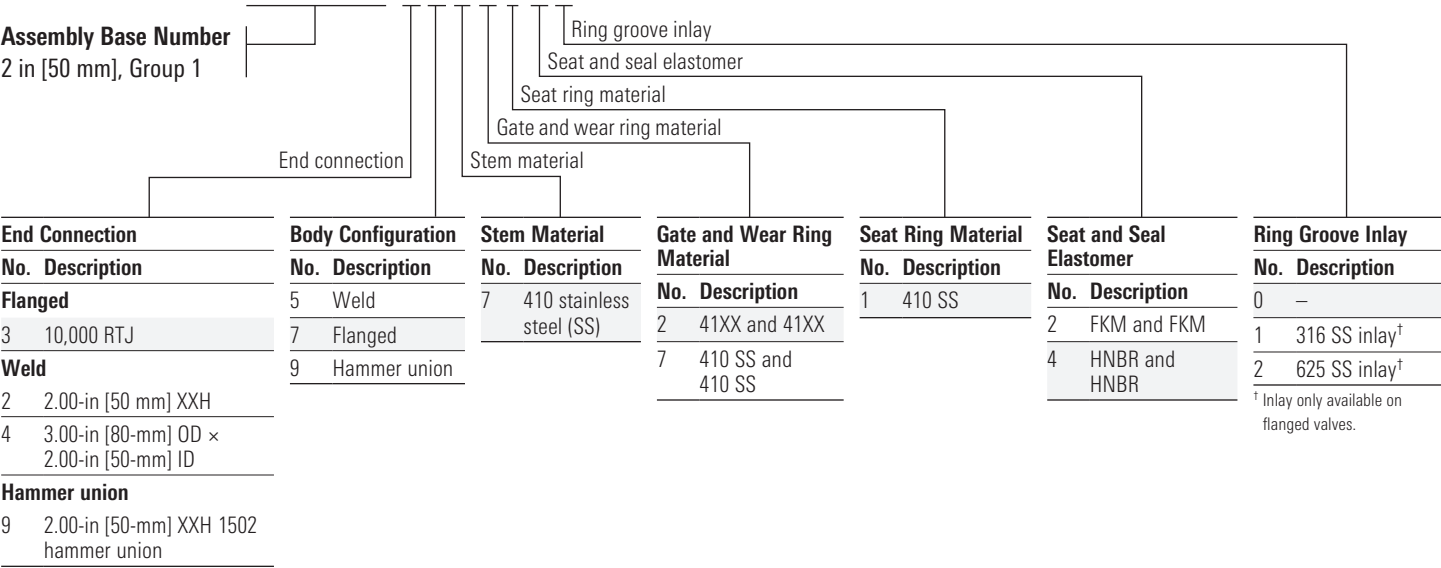 Assembly Base Number
2 in [50 mm], Group 1
Ring groove inlay
Seat and seal elastomer
Seat ring material
Gate and wear ring material
End connection
Stem material
End Connection
No. Description
Flanged
3 10,000 RTJ
Weld
2 2.00-in [50 mm] XXH
4 3.00-in [80-mm] OD ×
2.00-in [50-mm] ID
Hammer union
9 2.00-in [50-mm] XXH 1502
hammer union
Body Configuration
No. Description
5 Weld
7 Flanged
9 Hammer union
Stem Material
No. Description
7 410 stainless
steel (SS)
Gate and Wear Ring
Material
No. Description
2 41XX and 41XX
7 410 SS and
410 SS
Seat Ring Material
No. Description
1 410 SS
Seat and Seal
Elastomer
No. Description
2 FKM and FKM
4 HNBR and
HNBR
Ring Groove Inlay
No. Description
0 –
1 316 SS inlay†
2 625 SS inlay†
† Inlay only available on
flanged valves.